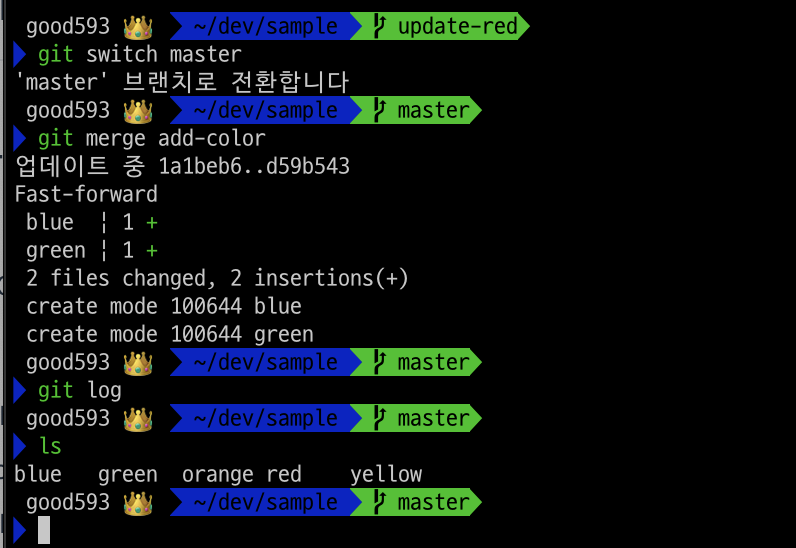 good593 👑 ~/dev/sample update-red
git switch master
'master' 브랜치로 전환합니다
good593 👑 ~/dev/sample master
git merge add-color
업데이트 중 1a1beb6..d59b543
Fast-forward
blue | 1 +
green | 1 +
2 files changed, 2 insertions(+)
create mode 100644 blue
create mode 100644 green
good593 👑 ~/dev/sample master
git log
good593 👑 ~/dev/sample master
ls
blue green orange red yellow
good593 👑 ~/dev/sample master